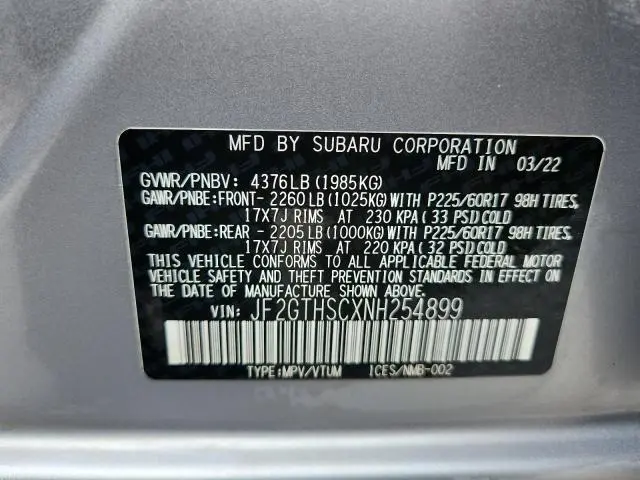 MFD BY SUBARU CORPORATION
MFD IN 03/22
GVWR/PNBV: 4376LB (1985KG)
GAWR/PNBE:FRONT- 2260LB (1025KG)WITH P225/60R17 98H TIRES,
17X7J RIMS AT 230 KPA (33 PSI)COLD
GAWR/PNBE:REAR - 2205LB (1000KG)WITH P225/60R17 98H TIRES,
17X7J RIMS AT 220 KPA (32 PSI)COLD
THIS VEHICLE CONFORMS TO ALL APPLICABLE FEDERAL MOTOR
VEHICLE SAFETY AND THEFT PREVENTION STANDARDS IN EFFECT ON
THE DATE OF MANUFACTURE SHOWN ABOVE.
VIN: JF2GTHSCXNH254899
TYPE:MPV/VTUM ICES/NMB-002